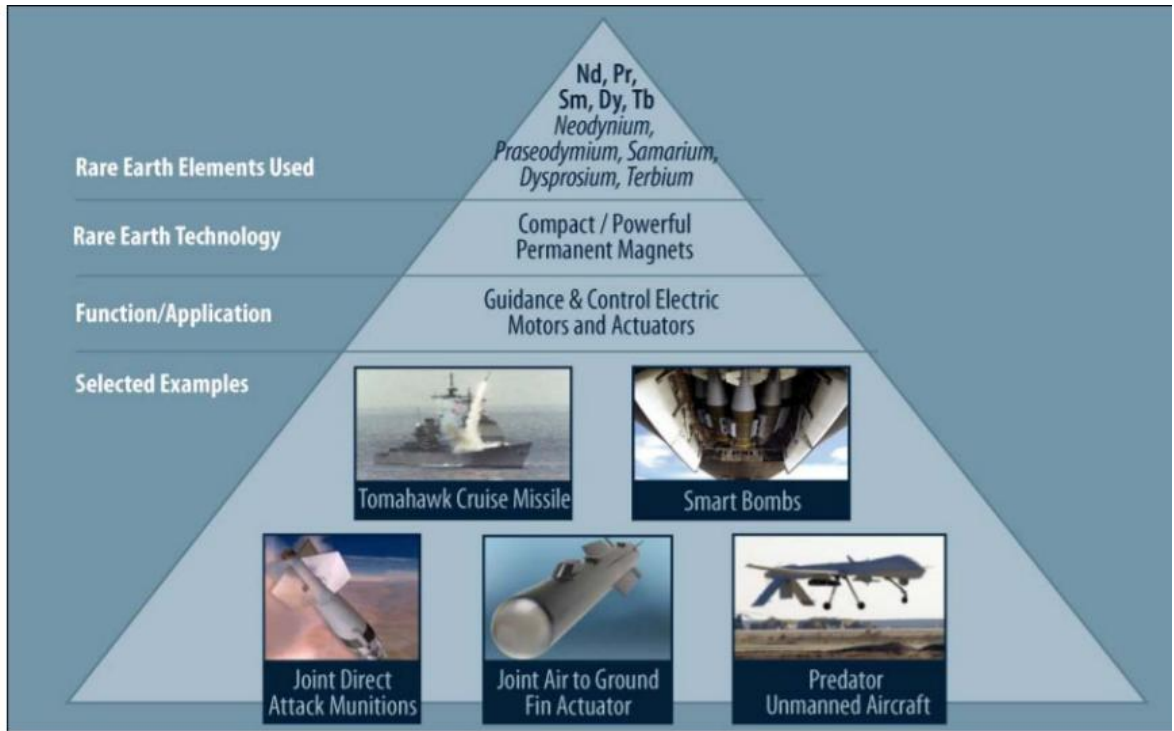 Nd, Pr,
Sm, Dy, Tb
Neodynium,
Praseodymium, Samarium,
Dysprosium, Terbium
Rare Earth Elements Used
Rare Earth Technology
Compact / Powerful
Permanent Magnets
Function/Application
Guidance & Control Electric
Motors and Actuators
Selected Examples
Tomahawk Cruise Missile
Smart Bombs
Joint Direct
Attack Munitions
Joint Air to Ground
Fin Actuator
Predator
Unmanned Aircraft